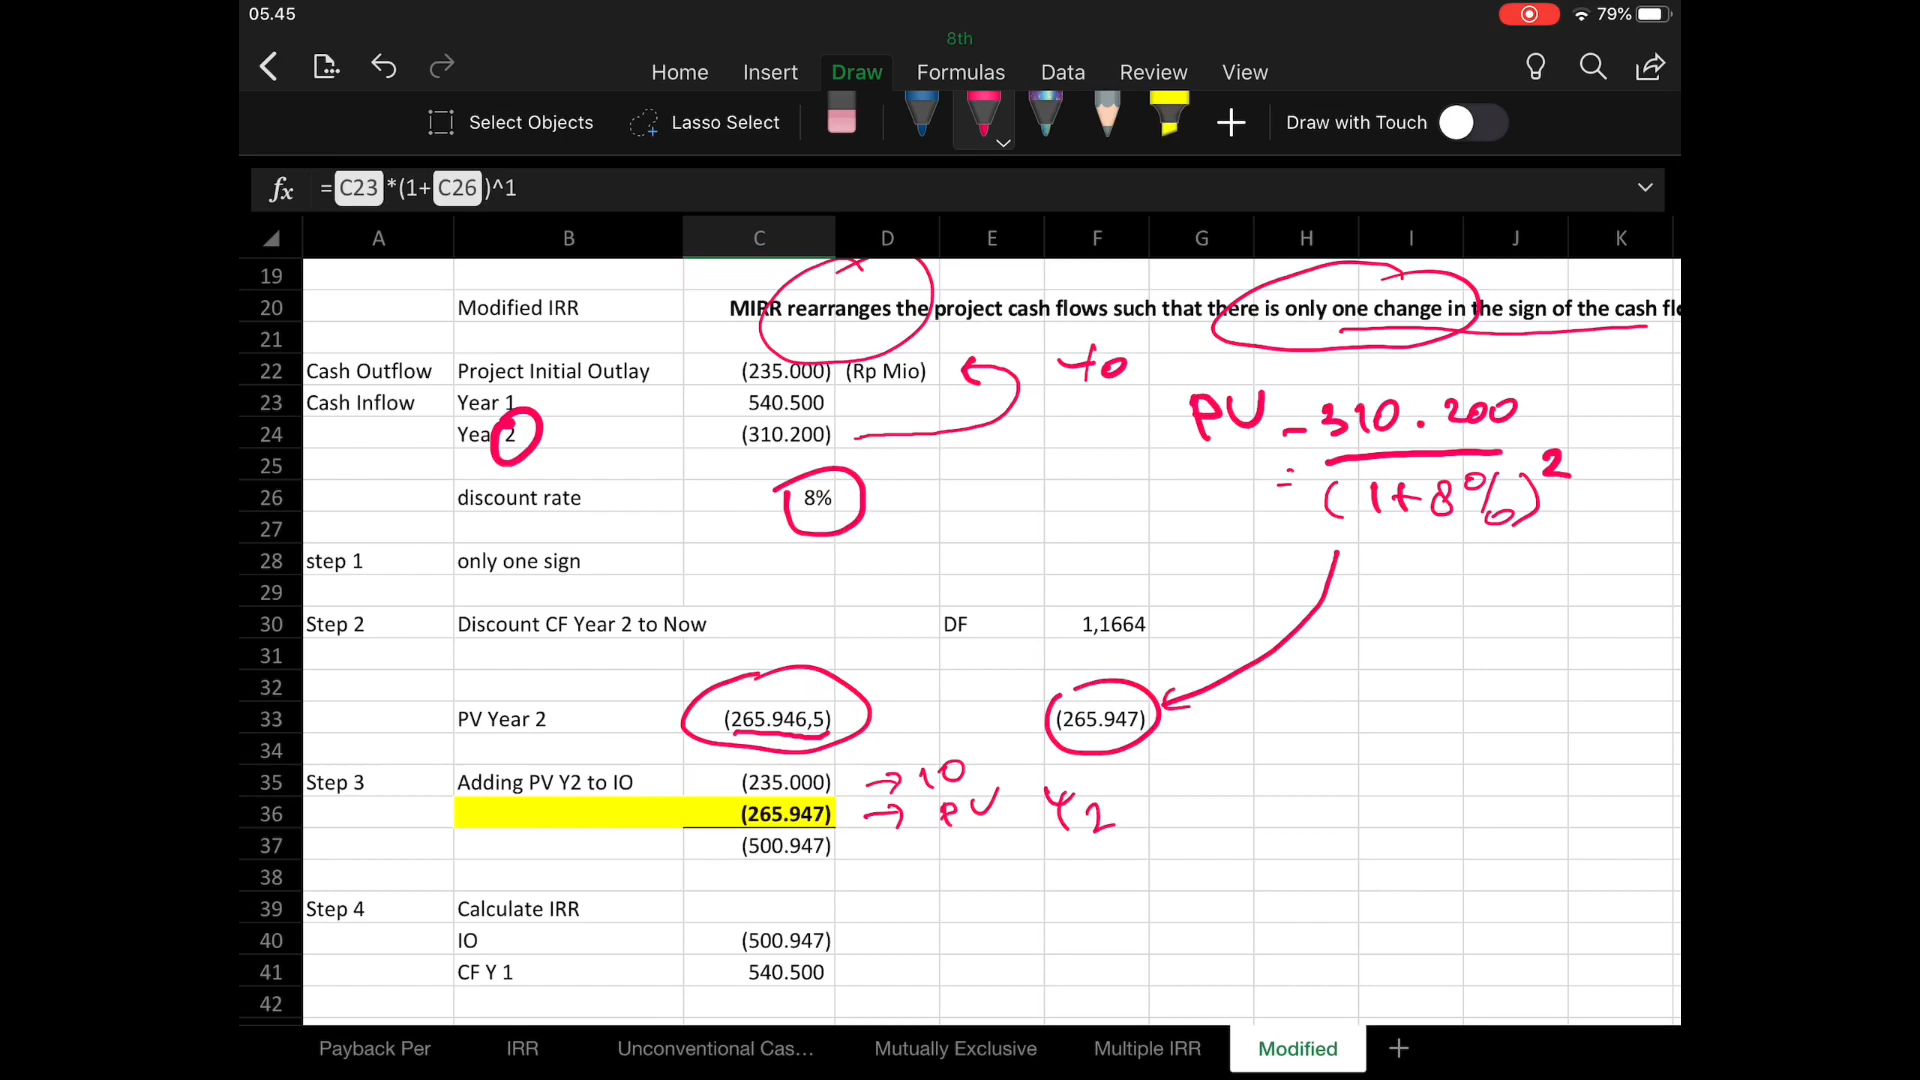 05.45
79%
8th
Home Insert Draw Formulas Data Review View
Select Objects Lasso Select Draw with Touch
fx =C23*(1+C26)^1
A B C D E F G H I J K
19
20 Modified IRR MIRR rearranges the project cash flows such that there is only one change in the sign of the cash flo
21
22 Cash Outflow Project Initial Outlay (235.000) (Rp Mio)
23 Cash Inflow Year 1 540.500
24 Year 2 (310.200)
25
26 discount rate 8%
27
28 step 1 only one sign
29
30 Step 2 Discount CF Year 2 to Now DF 1,1664
31
32
33 PV Year 2 (265.946,5) (265.947)
34
35 Step 3 Adding PV Y2 to IO (235.000) → IO
36 (265.947) → PV Y2
37 (500.947)
38
39 Step 4 Calculate IRR
40 IO (500.947)
41 CF Y 1 540.500
42
Y0
PV = -310.200
(1+8%)2
Payback Per IRR Unconventional Cas... Mutually Exclusive Multiple IRR Modified